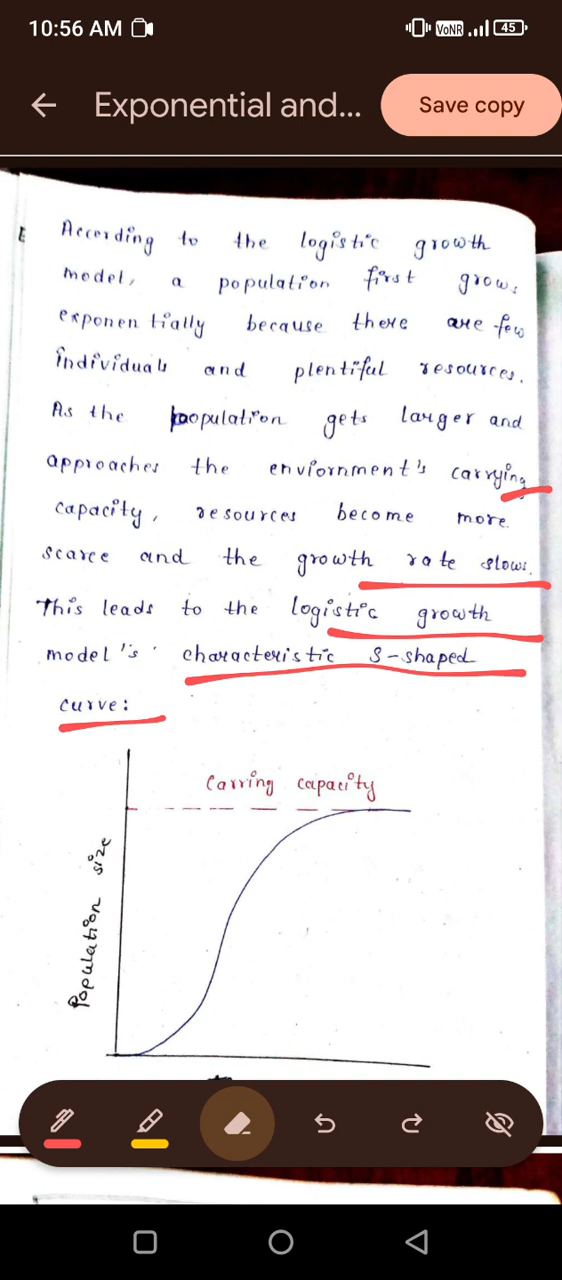 10:56 AM
VoNR 45
Exponential and...
Save copy
According to the logistic growth
model, a population first grows
exponentially because there are few
individuals and plentiful resources.
As the population gets larger and
approaches the enviornment's carrying
capacity, resources become more
scarce and the growth rate slows.
This leads to the logistic growth
model's characteristic S-shaped
curve:
Carring capacity
Population size